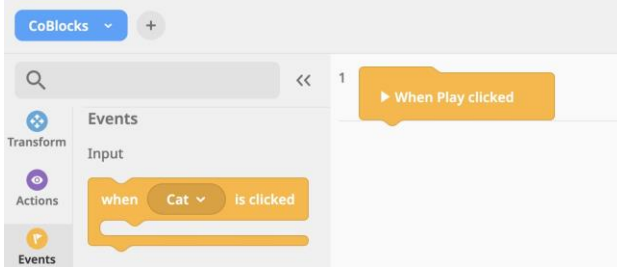 CoBlocks
+
1
When Play clicked
Transform
Events
Input
Actions
when Cat is clicked
Events